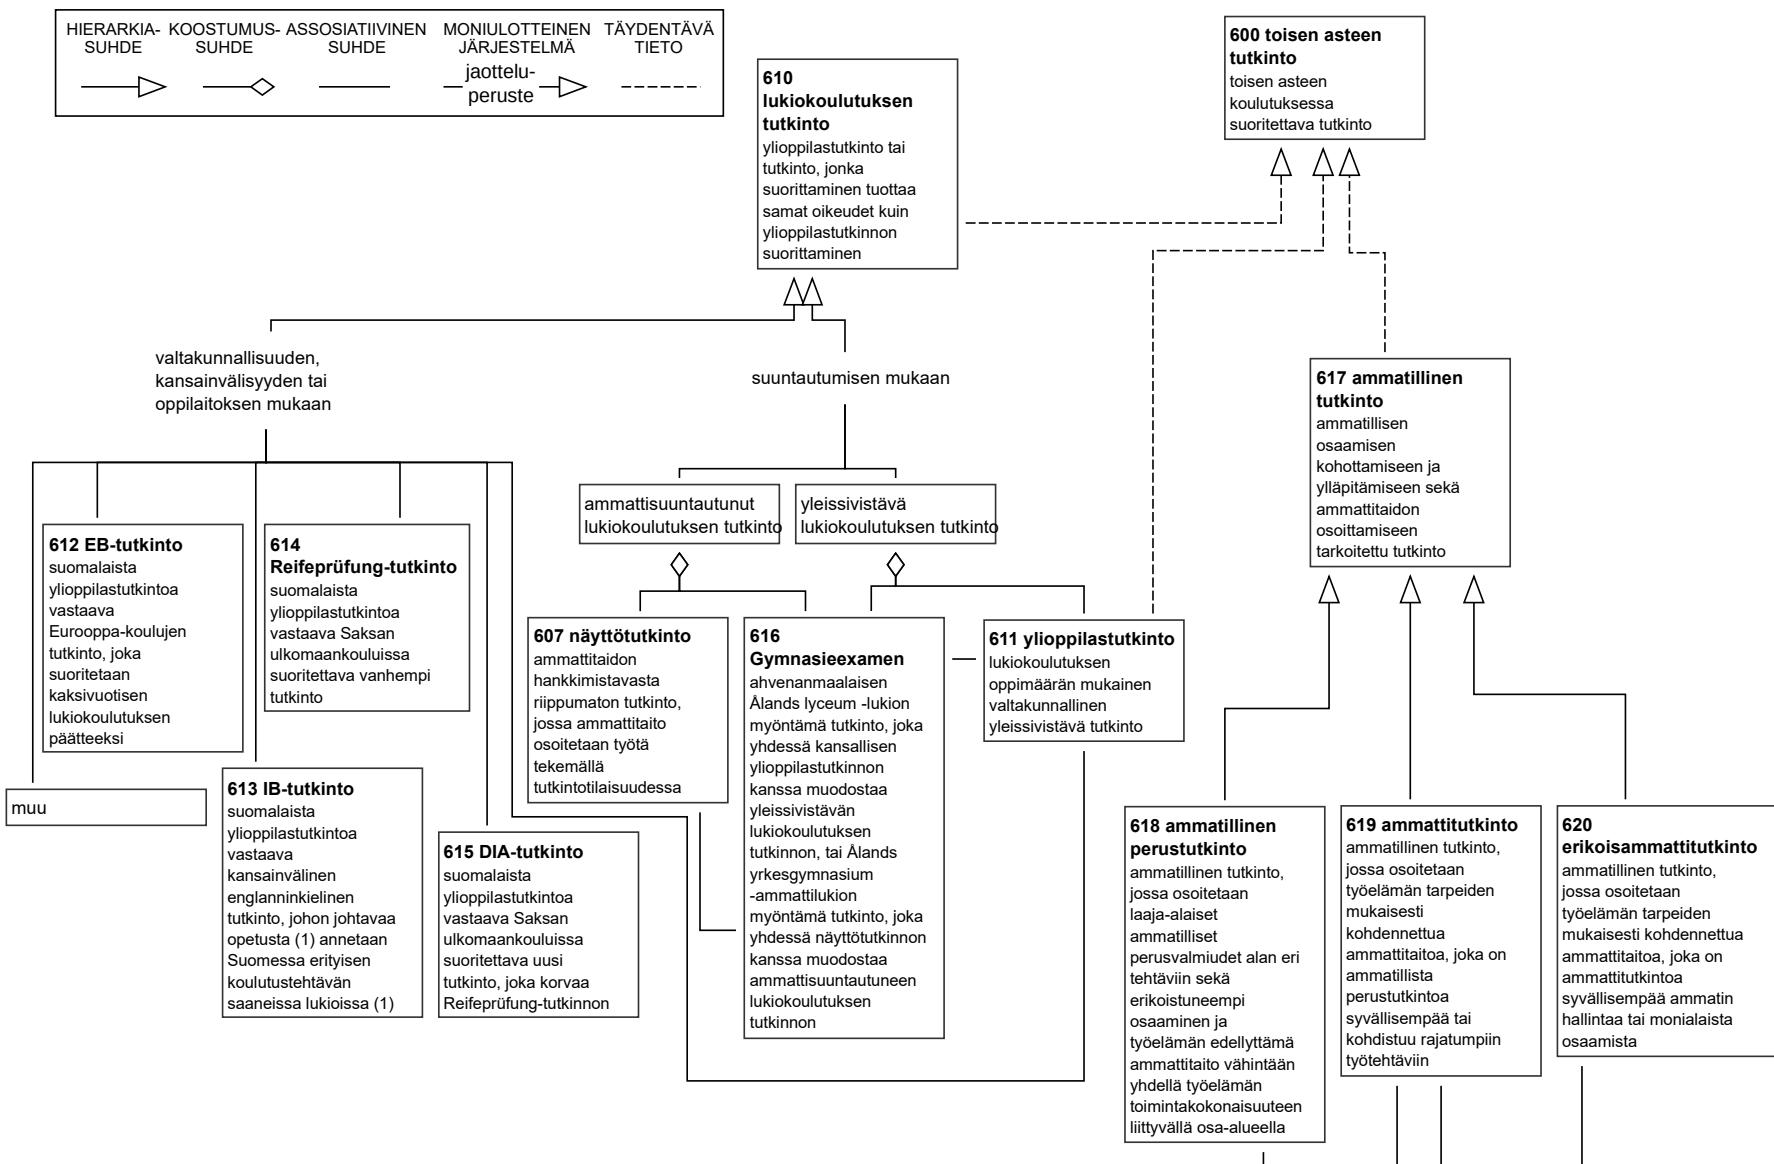 HIERARKIA-
SUHDE
KOOSTUMUS-
SUHDE
ASSOSIATIIVINEN
SUHDE
MONIULOTTEINEN
JÄRJESTELMÄ
jaottelu-
peruste
TÄYDENTÄVÄ
TIETO
600 toisen asteen
tutkinto
toisen asteen
koulutuksessa
suoritettava tutkinto
610
lukiokoulutuksen
tutkinto
ylioppilastutkinto tai
tutkinto, jonka
suorittaminen tuottaa
samat oikeudet kuin
ylioppilastutkinnon
suorittaminen
valtakunnallisuuden,
kansainvälisyyden tai
oppilaitoksen mukaan
suuntautumisen mukaan
617 ammatillinen
tutkinto
ammatillisen
osaamisen
kohottamiseen ja
ylläpitämiseen sekä
ammattitaidon
osoittamiseen
tarkoitettu tutkinto
ammattisuuntautunut
lukiokoulutuksen tutkinto
yleissivistävä
lukiokoulutuksen tutkinto
612 EB-tutkinto
suomalaista
ylioppilastutkintoa
vastaava
Eurooppa-koulujen
tutkinto, joka
suoritetaan
kaksivuotisen
lukiokoulutuksen
päätteeksi
614
Reifeprüfung-tutkinto
suomalaista
ylioppilastutkintoa
vastaava Saksan
ulkomaankouluissa
suoritettava vanhempi
tutkinto
607 näyttötutkinto
ammattitaidon
hankkimistavasta
riippumaton tutkinto,
jossa ammattitaito
osoitetaan työtä
tekemällä
tutkintotilaisuudessa
616
Gymnasieexamen
ahvenanmaalaisen
Ålands lyceum -lukion
myöntämä tutkinto, joka
yhdessä kansallisen
ylioppilastutkinnon
kanssa muodostaa
yleissivistävän
lukiokoulutuksen
tutkinnon, tai Ålands
yrkesgymnasium
-ammattilukion
myöntämä tutkinto, joka
yhdessä näyttötutkinnon
kanssa muodostaa
ammattisuuntautuneen
lukiokoulutuksen
tutkinnon
611 ylioppilastutkinto
lukiokoulutuksen
oppimäärän mukainen
valtakunnallinen
yleissivistävä tutkinto
muu
613 IB-tutkinto
suomalaista
ylioppilastutkintoa
vastaava
kansainvälinen
englanninkielinen
tutkinto, johon johtavaa
opetusta (1) annetaan
Suomessa erityisen
koulutustehtävän
saaneissa lukioissa (1)
615 DIA-tutkinto
suomalaista
ylioppilastutkintoa
vastaava Saksan
ulkomaankouluissa
suoritettava uusi
tutkinto, joka korvaa
Reifeprüfung-tutkinnon
618 ammatillinen
perustutkinto
ammatillinen tutkinto,
jossa osoitetaan
laaja-alaiset
ammatilliset
perusvalmiudet alan eri
tehtäviin sekä
erikoistuneempi
osaaminen ja
työelämän edellyttämä
ammattitaito vähintään
yhdellä työelämän
toimintakokonaisuuteen
liittyvällä osa-alueella
619 ammattitutkinto
ammatillinen tutkinto,
jossa osoitetaan
työelämän tarpeiden
mukaisesti
kohdennettua
ammattitaitoa, joka on
ammatillista
perustutkintoa
syvällisempää tai
kohdistuu rajatumpiin
työtehtäviin
620
erikoisammattitutkinto
ammatillinen tutkinto,
jossa osoitetaan
työelämän tarpeiden
mukaisesti kohdennettua
ammattitaitoa, joka on
ammattitutkintoa
syvällisempää ammatin
hallintaa tai monialaista
osaamista